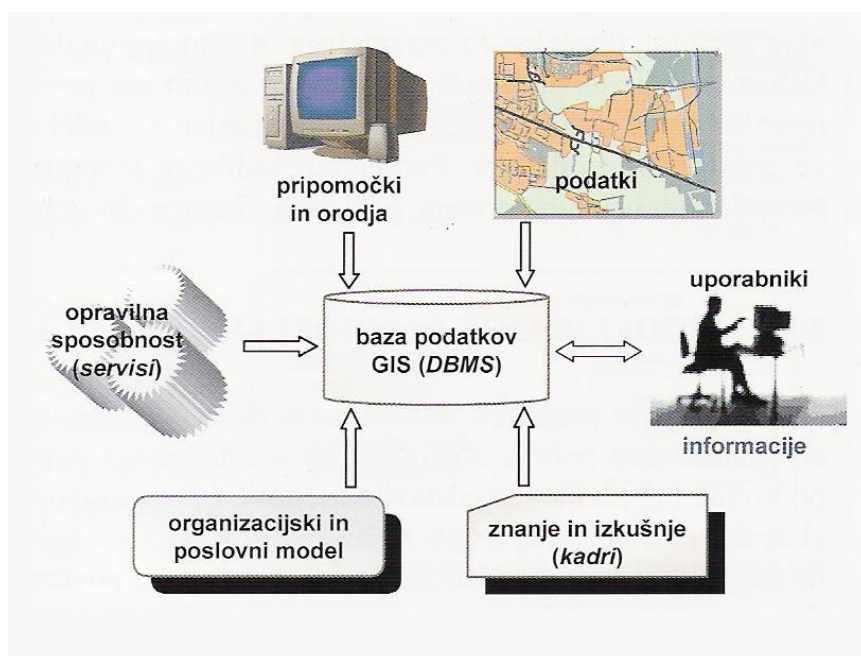 pripomočki
in orodja
podatki
opravilna
sposobnost
(servisi)
baza podatkov
GIS (DBMS)
uporabniki
informacije
organizacijski in
poslovni model
znanje in izkušnje
(kadri)